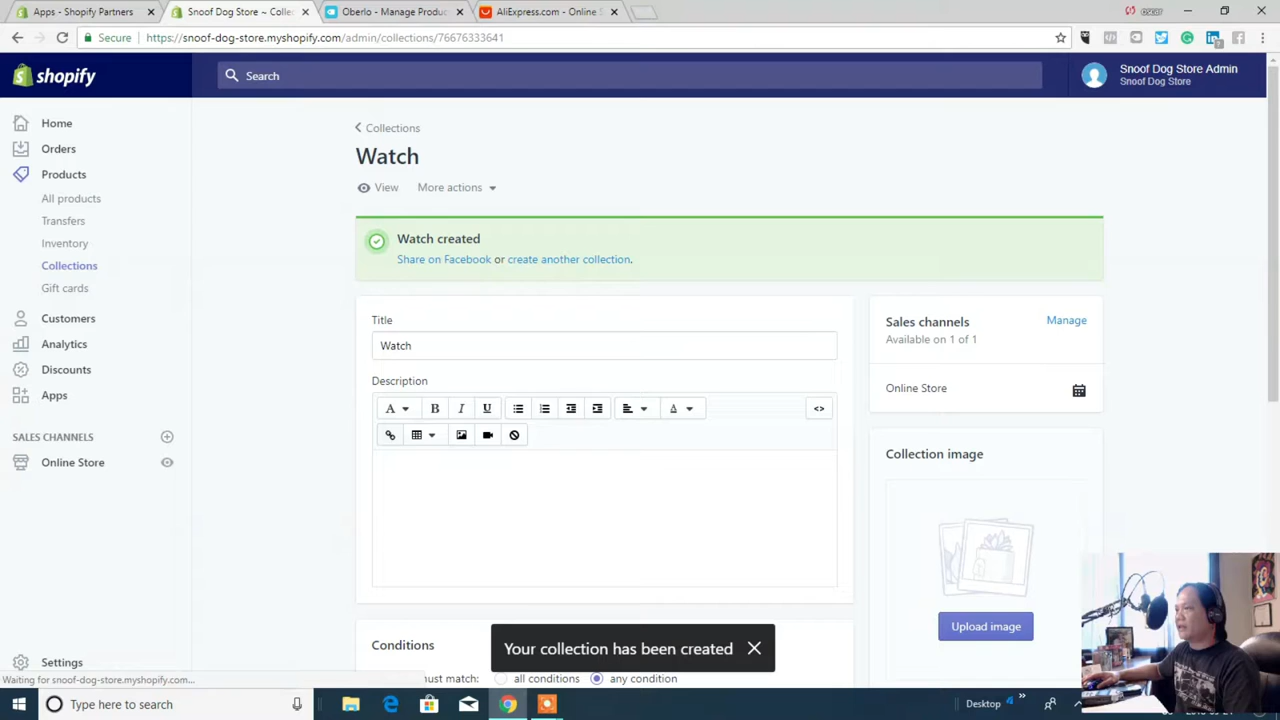 Apps - Shopify Partners
Snoof Dog Store ~ Collec
Oberlo - Manage Produc
AliExpress.com - Online S
Secure
https://snoof-dog-store.myshopify.com/admin/collections/76676333641
shopify
Search
Snoof Dog Store Admin
Snoof Dog Store
Home
Orders
Products
All products
Transfers
Inventory
Collections
Gift cards
Customers
Analytics
Discounts
Apps
SALES CHANNELS
Online Store
Settings
Collections
Watch
View
More actions
Watch created
Share on Facebook or create another collection.
Title
Watch
Description
A
B
I
U
A
<>
Conditions
must match:
all conditions
any condition
Sales channels
Manage
Available on 1 of 1
Online Store
Collection image
Upload image
Your collection has been created
Waiting for snoof-dog-store.myshopify.com...
Type here to search
Desktop